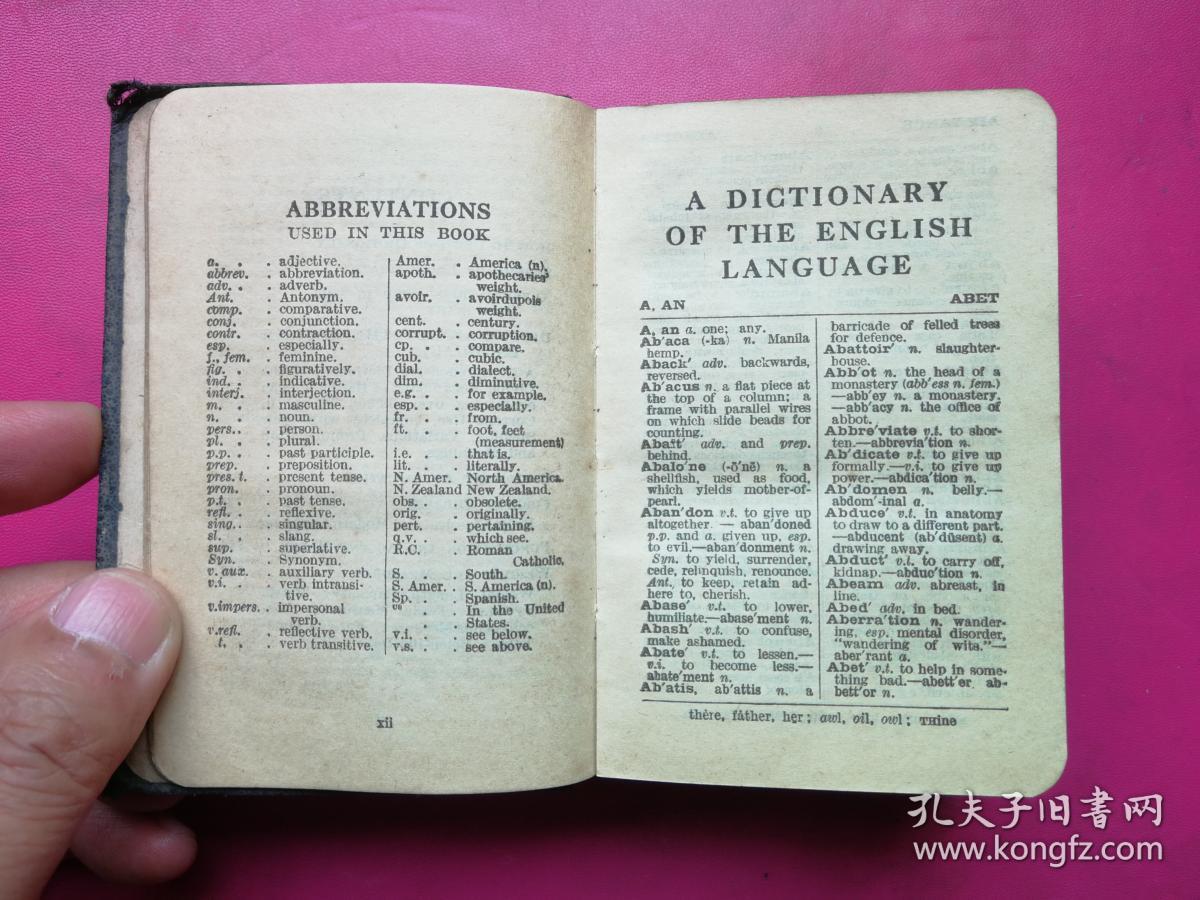 ABBREVIATIONS
USED IN THIS BOOK
a. . . adjective.
abbrev. . abbreviation.
adv. . . adverb.
Ant. . . Antonym.
comp. . comparative.
conj. . . conjunction.
contr. . contraction.
esp. . . especially.
f., fem. . feminine.
fig. . . figuratively.
ind. . . indicative.
interj. . interjection.
m. . . masculine.
n. . . noun.
pers. . . person.
pl. . . plural.
p.p. . . past participle.
prep. . preposition.
pres. t. . present tense.
pron. . pronoun.
p.t. . . past tense.
refl. . . reflexive.
sing. . . singular.
sl. . . slang.
sup. . . superlative.
Syn. . . Synonym.
v. aux. . auxiliary verb.
v.i. . . verb intransi-
tive.
v.impers. . impersonal
verb.
v.refl. . reflective verb.
t. . . verb transitive.
Amer. . America (n).
apoth. . apothecaries'
weight.
avoir. . avoirdupois
weight.
cent. . century.
corrupt. . corruption.
cp. . . compare.
cub. . cubic.
dial. . dialect.
dim. . diminutive.
e.g. . . for example.
esp. . . especially.
fr. . . from.
ft. . . foot, feet
(measurement)
i.e. . . that is.
lit. . . literally.
N. Amer. North America.
N. Zealand New Zealand.
obs. . . obsolete.
orig. . originally.
pert. . pertaining.
q.v. . . which see.
R.C. . Roman
Catholic.
S. . . South.
S. Amer. . S. America (n).
Sp. . . Spanish.
. In the United
. States.
v.i. . . see below.
v.s. . . see above.
xii
A DICTIONARY
OF THE ENGLISH
LANGUAGE
A, AN ABET
A, an a. one; any.
Ab'aca (-ka) n. Manila
hemp.
Aback' adv. backwards,
reversed.
Ab'acus n. a flat piece at
the top of a column; a
frame with parallel wires
on which slide beads for
counting.
Abaft' adv. and prep.
behind.
Abalo'ne (-ō'nē) n. a
shellfish, used as food,
which yields mother-of-
pearl.
Aban'don v.t. to give up
altogether. — aban'doned
p.p. and a. given up, esp.
to evil.—aban'donment n.
Syn. to yield, surrender,
cede, relinquish, renounce.
Ant. to keep, retain ad-
here to, cherish.
Abase' v.t. to lower,
humiliate.—abase'ment n.
Abash' v.t. to confuse,
make ashamed.
Abate' v.t. to lessen.—
v.i. to become less.—
abate'ment n.
Ab'atis, ab'attis n. a
barricade of felled trees
for defence.
Abattoir' n. slaughter-
house.
Abb'ot n. the head of a
monastery (abb'ess n. fem.)
—abb'ey n. a monastery.
—abb'acy n. the office of
abbot.
Abbre'viate v.t. to shor-
ten.—abbrevia'tion n.
Ab'dicate v.t. to give up
formally.—v.i. to give up
power.—abdica'tion n.
Ab'domen n. belly.—
abdom'-inal a.
Abduce' v.t. in anatomy
to draw to a different part.
—abducent (ab'dūsent) a.
drawing away.
Abduct' v.t. to carry off,
kidnap.—abduc'tion n.
Abeam adv. abreast, in
line.
Abed' adv. in bed.
Aberra'tion n. wander-
ing, esp. mental disorder,
"wandering of wits."—
aber'rant a.
Abet' v.t. to help in some-
thing bad.—abett'er, ab-
bett'or n.
thêre, fáther, hẹr; awl, oil, owl; THine
孔夫子旧书网
www.kongfz.com